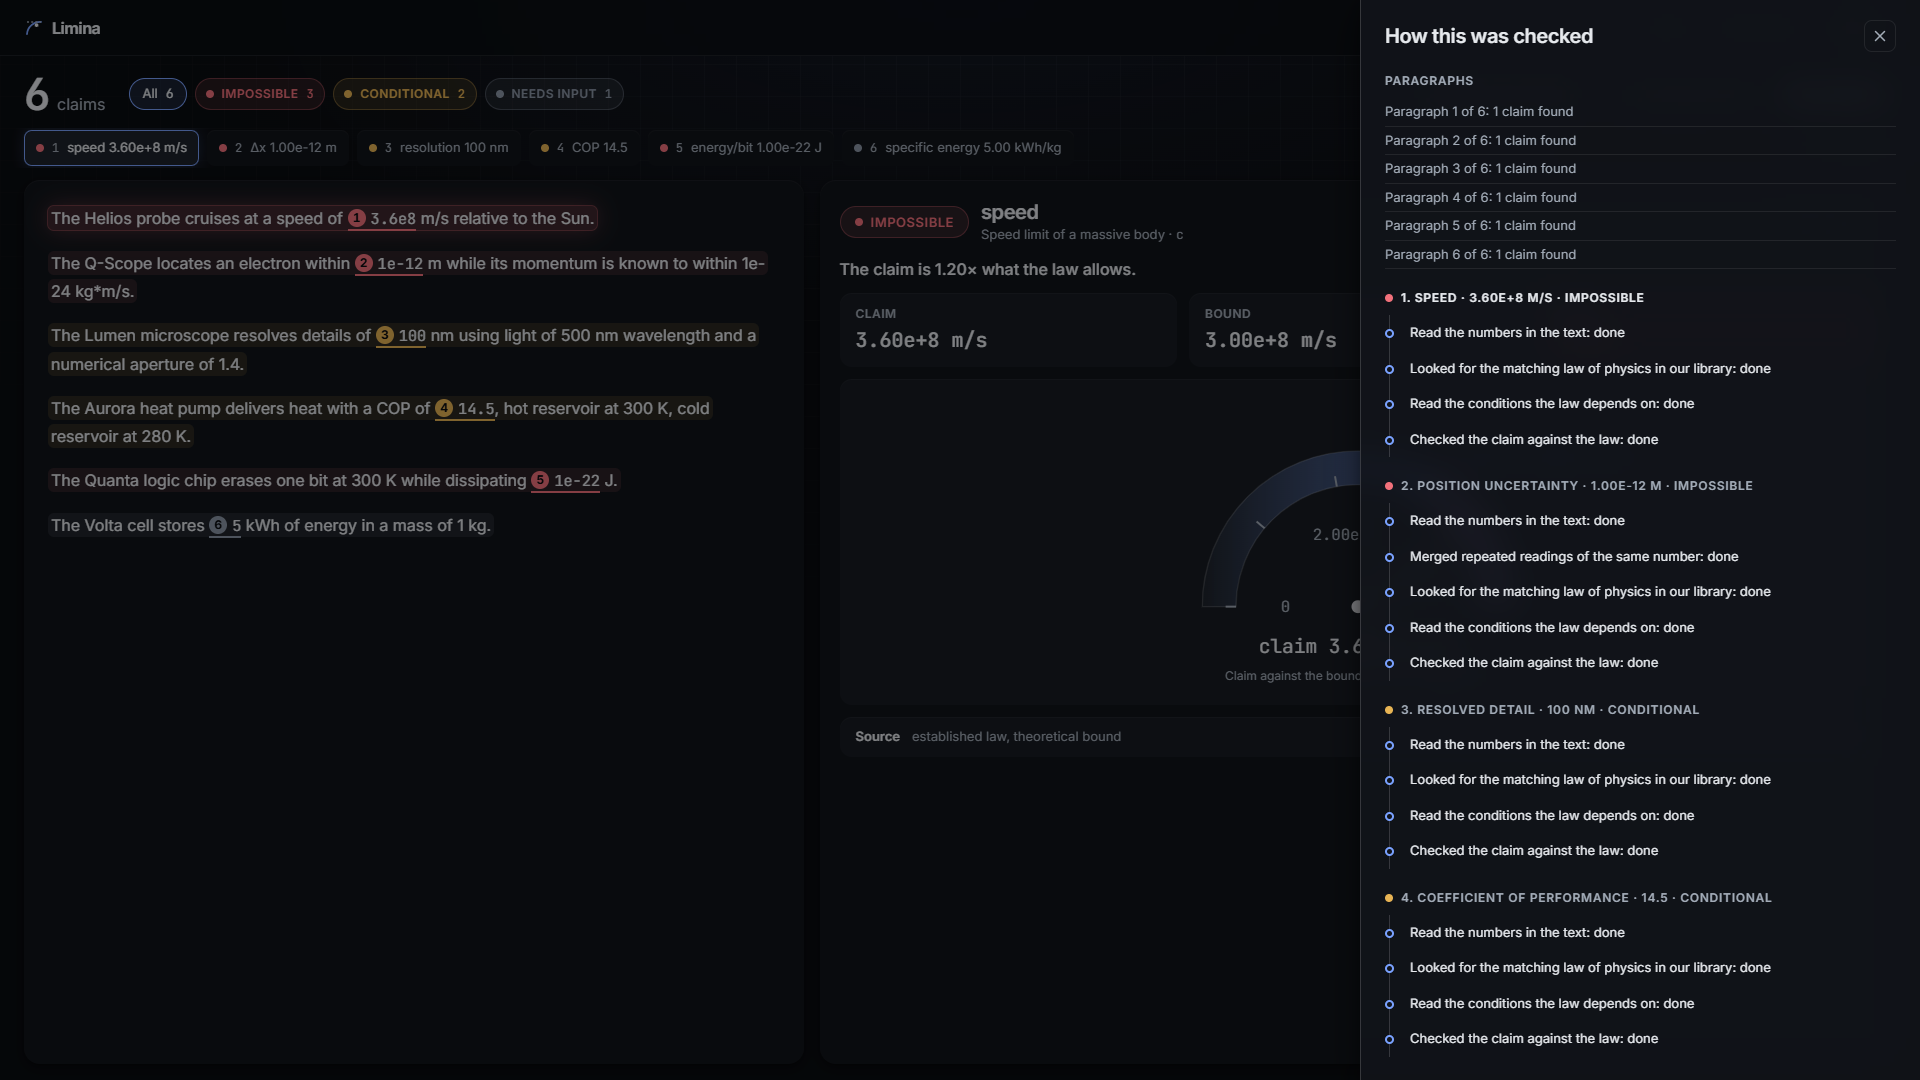 Limina
6 claims
All 6
IMPOSSIBLE 3
CONDITIONAL 2
NEEDS INPUT 1
1 speed 3.60e+8 m/s
2 Δx 1.00e-12 m
3 resolution 100 nm
4 COP 14.5
5 energy/bit 1.00e-22 J
6 specific energy 5.00 kWh/kg
The Helios probe cruises at a speed of 1 3.6e8 m/s relative to the Sun.
The Q-Scope locates an electron within 2 1e-12 m while its momentum is known to within 1e-
24 kg*m/s.
The Lumen microscope resolves details of 3 100 nm using light of 500 nm wavelength and a
numerical aperture of 1.4.
The Aurora heat pump delivers heat with a COP of 4 14.5, hot reservoir at 300 K, cold
reservoir at 280 K.
The Quanta logic chip erases one bit at 300 K while dissipating 5 1e-22 J.
The Volta cell stores 6 5 kWh of energy in a mass of 1 kg.
IMPOSSIBLE
speed
Speed limit of a massive body · c
The claim is 1.20× what the law allows.
CLAIM
3.60e+8 m/s
BOUND
3.00e+8 m/s
2.00e
0
claim 3.6
Claim against the bound
Source established law, theoretical bound
How this was checked
PARAGRAPHS
Paragraph 1 of 6: 1 claim found
Paragraph 2 of 6: 1 claim found
Paragraph 3 of 6: 1 claim found
Paragraph 4 of 6: 1 claim found
Paragraph 5 of 6: 1 claim found
Paragraph 6 of 6: 1 claim found
1. SPEED · 3.60E+8 M/S · IMPOSSIBLE
Read the numbers in the text: done
Looked for the matching law of physics in our library: done
Read the conditions the law depends on: done
Checked the claim against the law: done
2. POSITION UNCERTAINTY · 1.00E-12 M · IMPOSSIBLE
Read the numbers in the text: done
Merged repeated readings of the same number: done
Looked for the matching law of physics in our library: done
Read the conditions the law depends on: done
Checked the claim against the law: done
3. RESOLVED DETAIL · 100 NM · CONDITIONAL
Read the numbers in the text: done
Looked for the matching law of physics in our library: done
Read the conditions the law depends on: done
Checked the claim against the law: done
4. COEFFICIENT OF PERFORMANCE · 14.5 · CONDITIONAL
Read the numbers in the text: done
Looked for the matching law of physics in our library: done
Read the conditions the law depends on: done
Checked the claim against the law: done